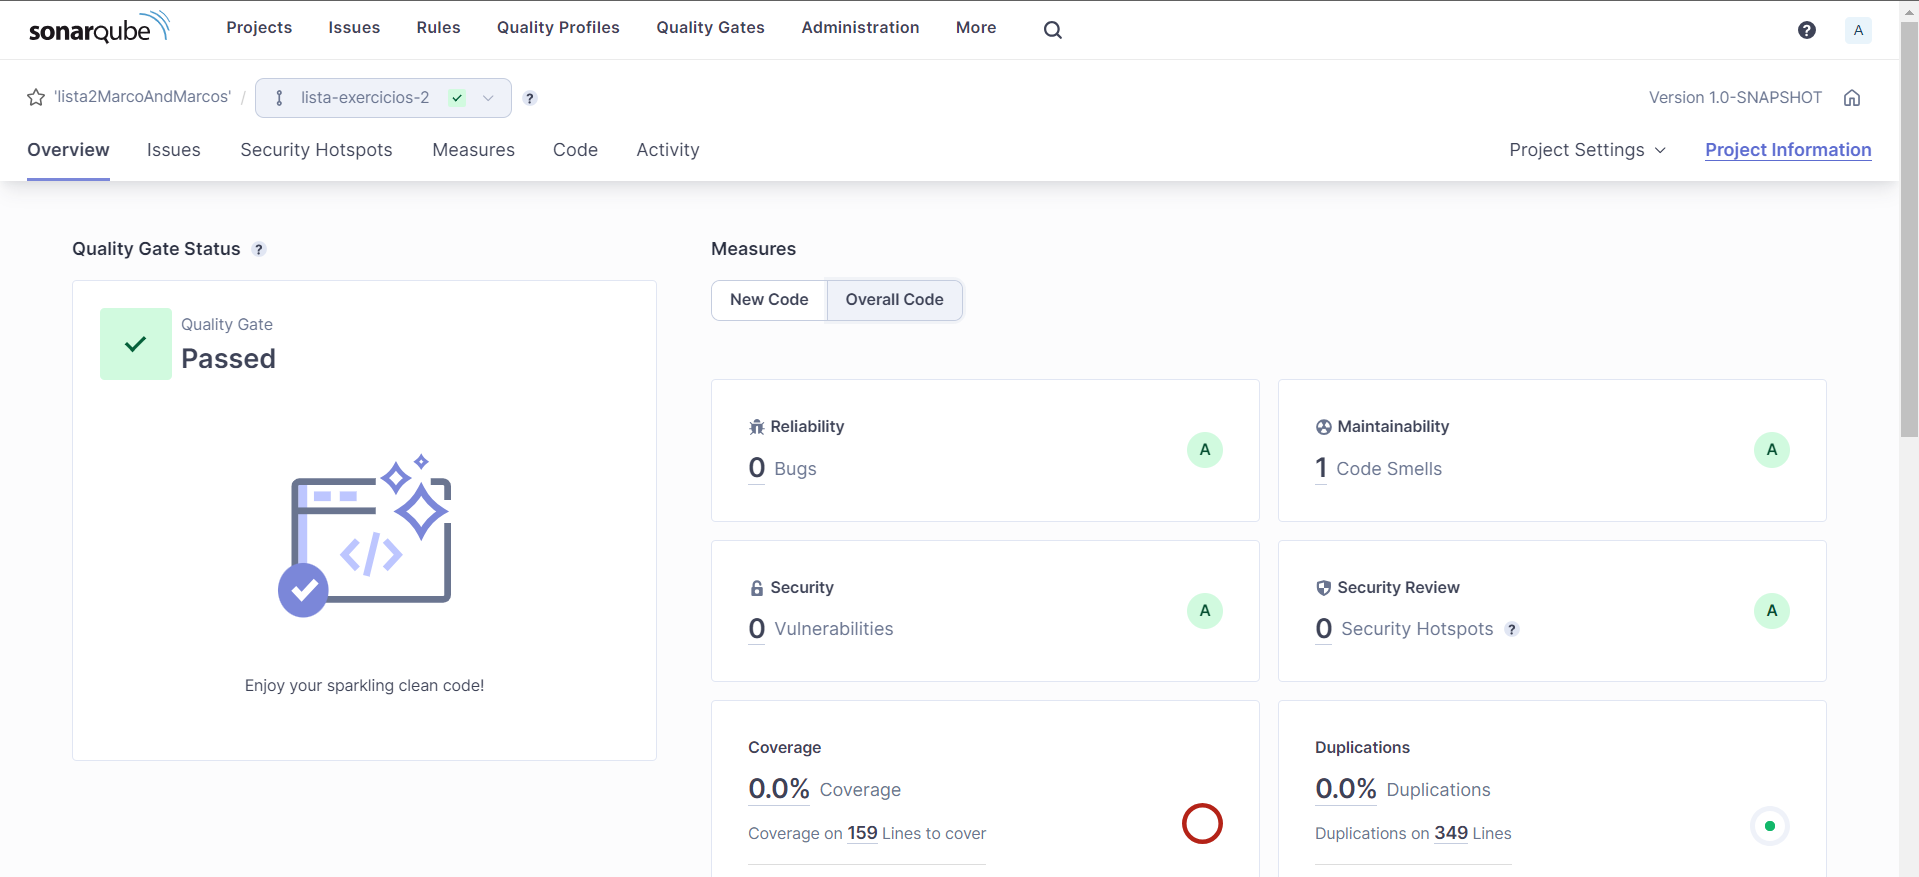 sonarqube Projects Issues Rules Quality Profiles Quality Gates Administration More ? A
'lista2MarcoAndMarcos' / lista-exercicios-2 ? Version 1.0-SNAPSHOT
Overview Issues Security Hotspots Measures Code Activity Project Settings Project Information
Quality Gate Status ?
Quality Gate
Passed
</>
Enjoy your sparkling clean code!
Measures
New Code Overall Code
Reliability
0 Bugs A
Maintainability
1 Code Smells A
Security
0 Vulnerabilities A
Security Review
0 Security Hotspots ? A
Coverage
0.0% Coverage
Coverage on 159 Lines to cover
Duplications
0.0% Duplications
Duplications on 349 Lines